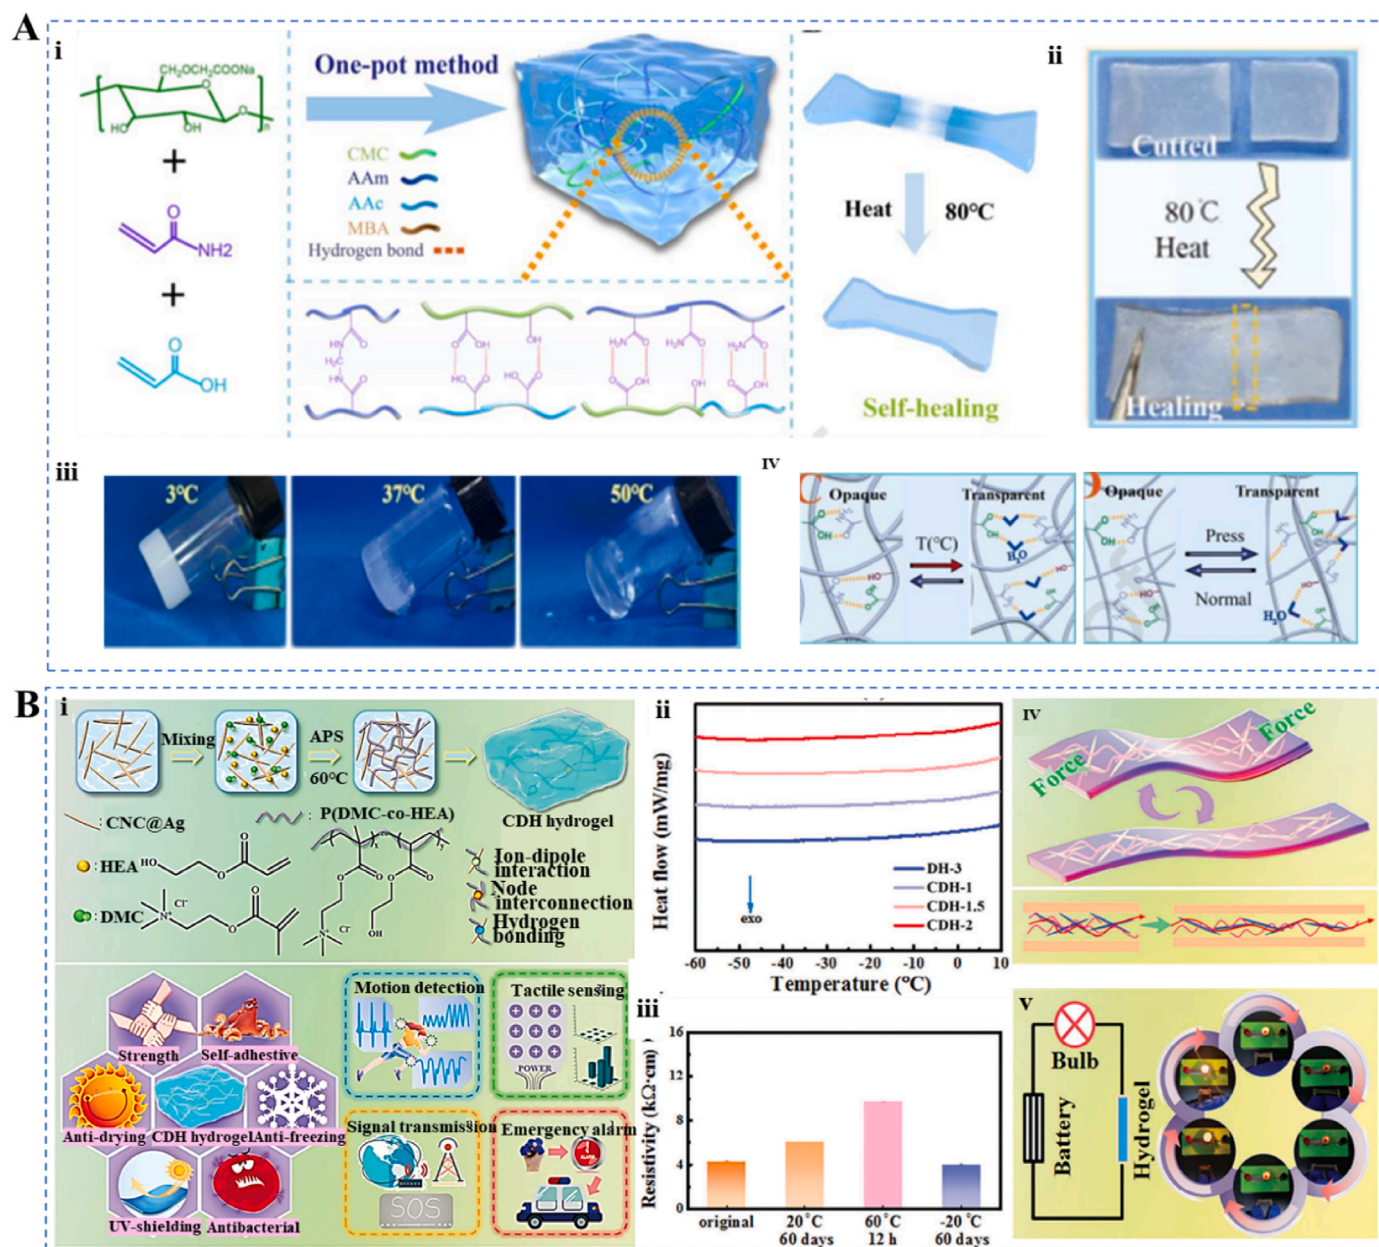 A
i
CH₂OCH₂COONa
O
O
HO
OH
n
+
O
NH2
+
O
OH
One-pot method
CMC
AAm
AAc
MBA
Hydrogen bond
Heat 80°C
Self-healing
ii
Cutted
80°C
Heat
Healing
iii
3°C
37°C
50°C
IV
C
Opaque
Transparent
T(°C)
H₂O
Opaque
Transparent
Press
Normal
H₂O
B
i
Mixing
APS
60°C
: CNC@Ag
: P(DMC-co-HEA)
CDH hydrogel
: HEA
: DMC
Ion-dipole
interaction
Node
interconnection
Hydrogen
bonding
Strength
Self-adhestive
Anti-drying
CDH hydrogel
Anti-freezing
UV-shielding
Antibacterial
Motion detection
Tactile sensing
POWER
Signal transmission
SOS
Emergency alarm
ii
Heat flow (mW/mg)
DH-3
CDH-1
CDH-1.5
CDH-2
exo
-60 -50 -40 -30 -20 -10 0 10
Temperature (°C)
iii
Resistivity (kΩ·cm)
16
12
8
4
0
original
20°C
60 days
60°C
12 h
-20°C
60 days
IV
Force
Force
v
Bulb
Battery
Hydrogel